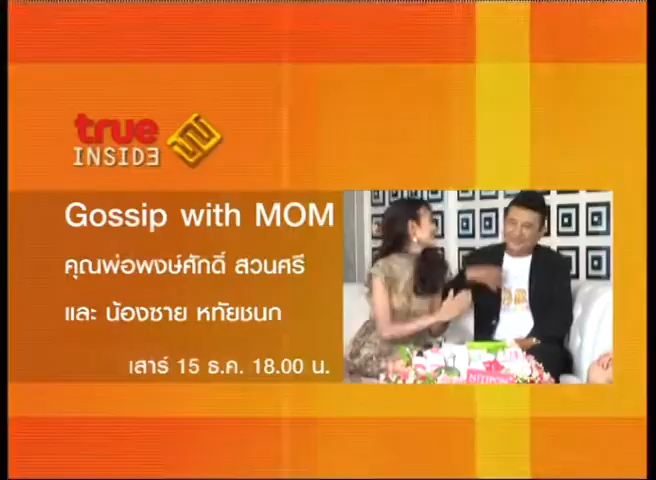 true
INSIDE
Gossip with MOM
คุณพ่อพงษ์ศักดิ์ สวนศรี
และ น้องซาย หทัยชนก
เสาร์ 15 ธ.ค. 18.00 น.